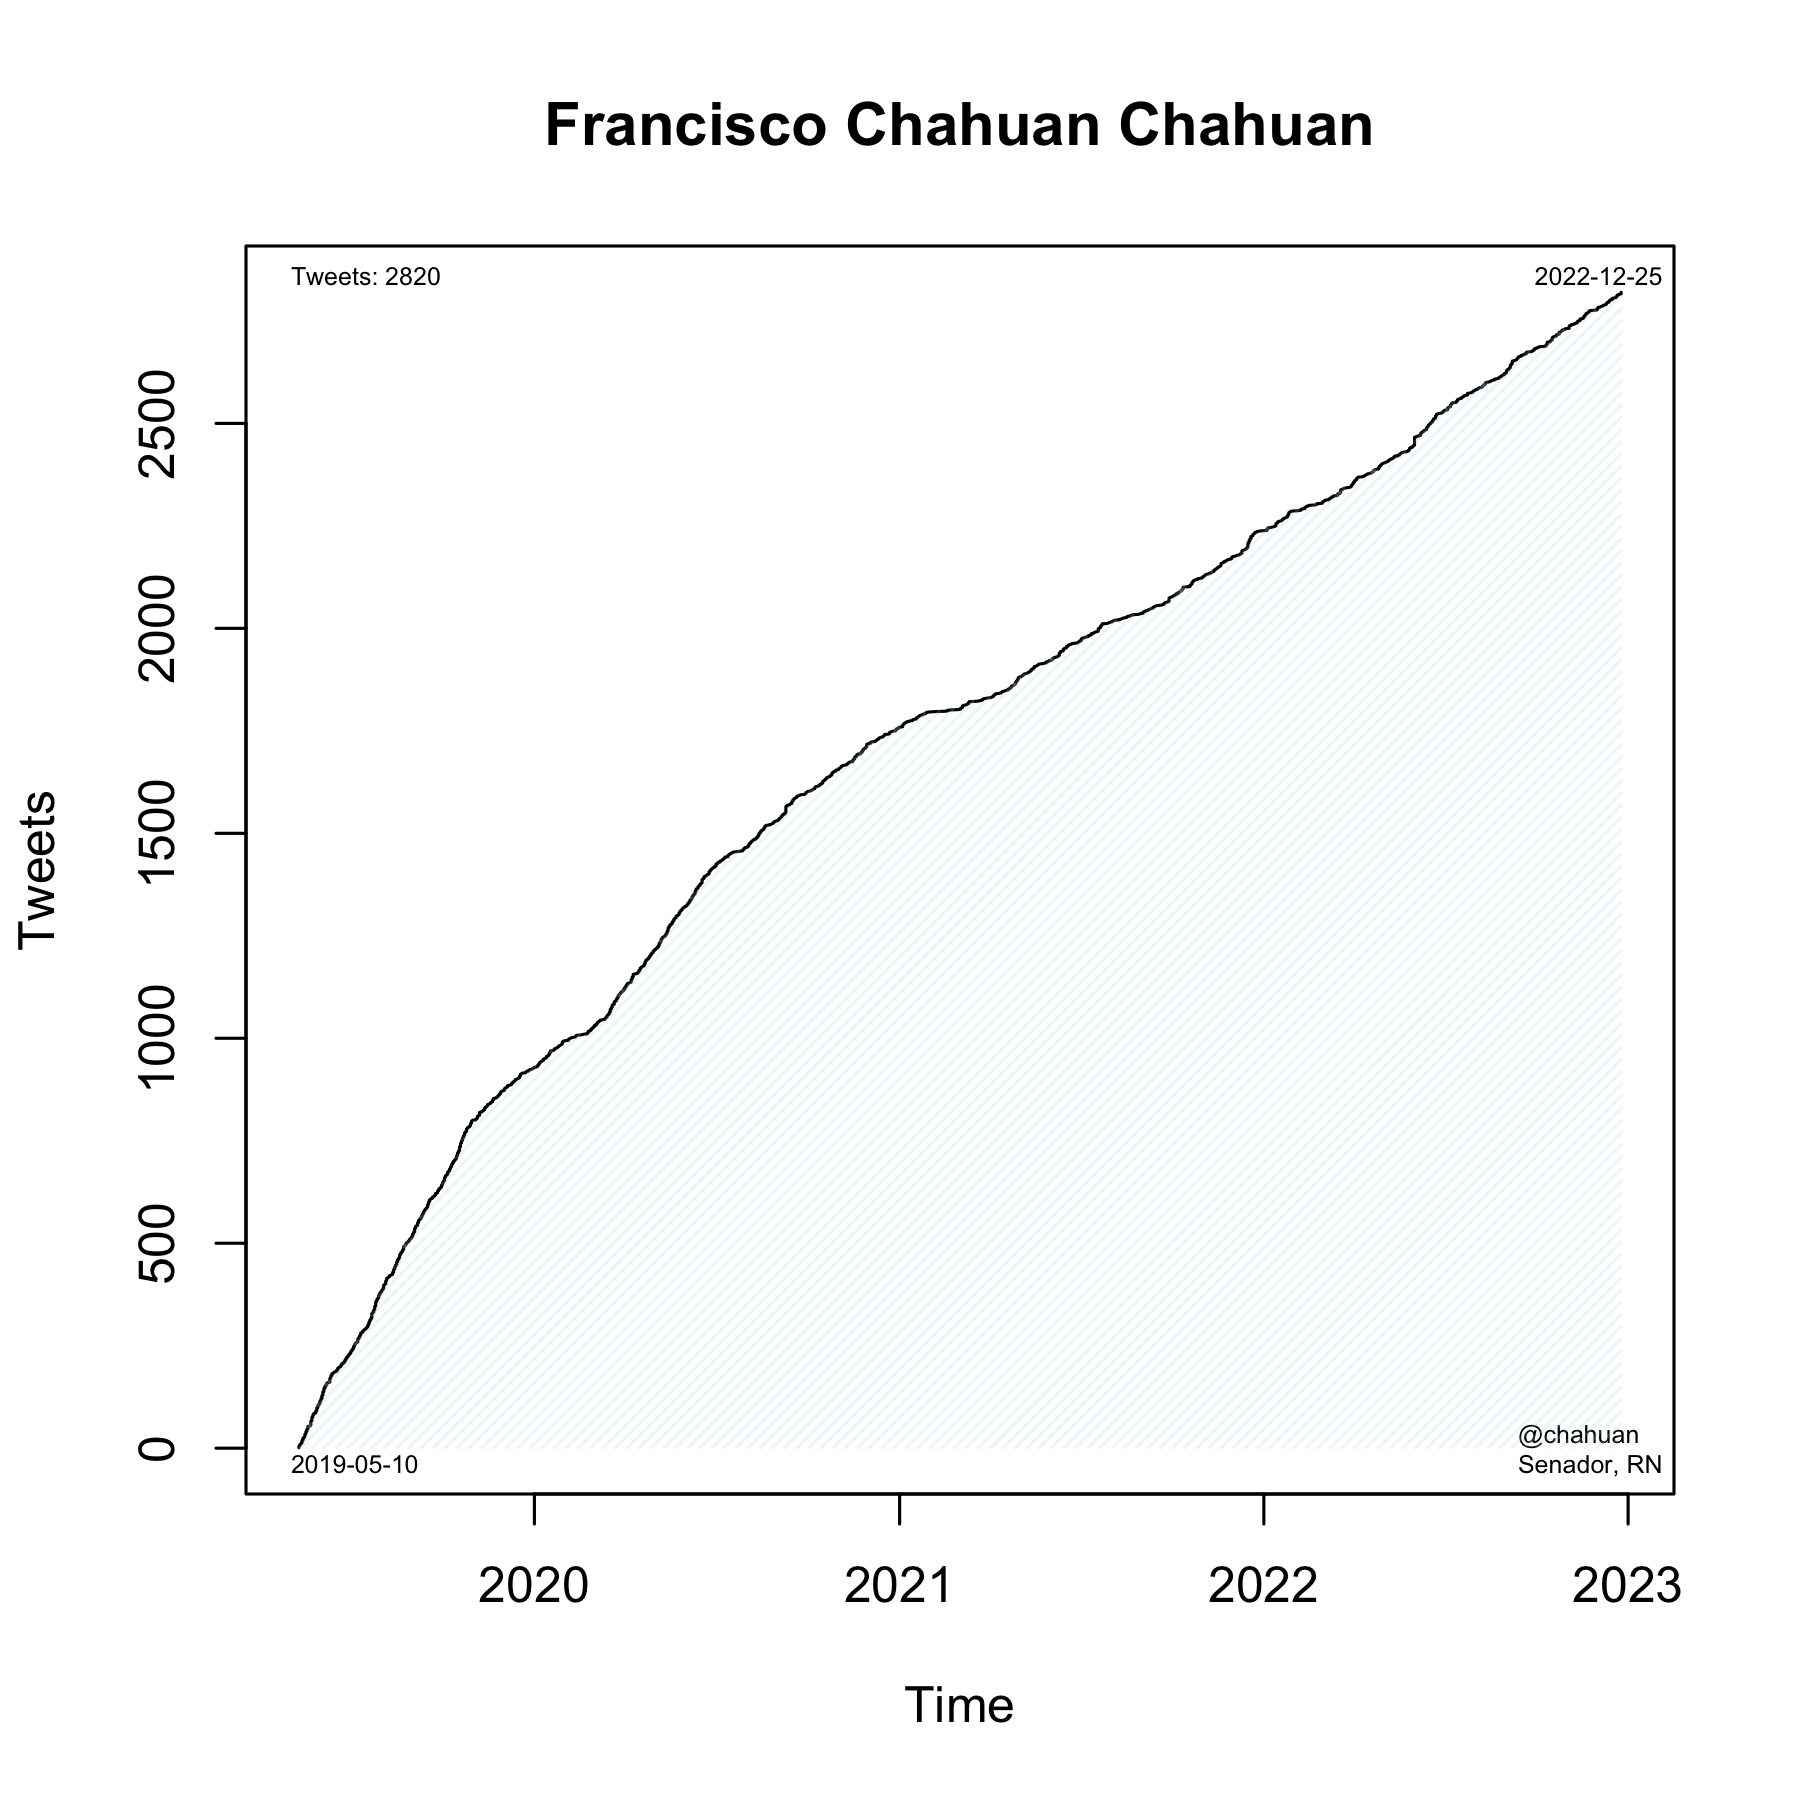 Francisco Chahuan Chahuan
Tweets: 2820
2022-12-25
2500
2000
1500
1000
500
0
Tweets
@chahuan
Senador, RN
2019-05-10
2020
2021
2022
2023
Time